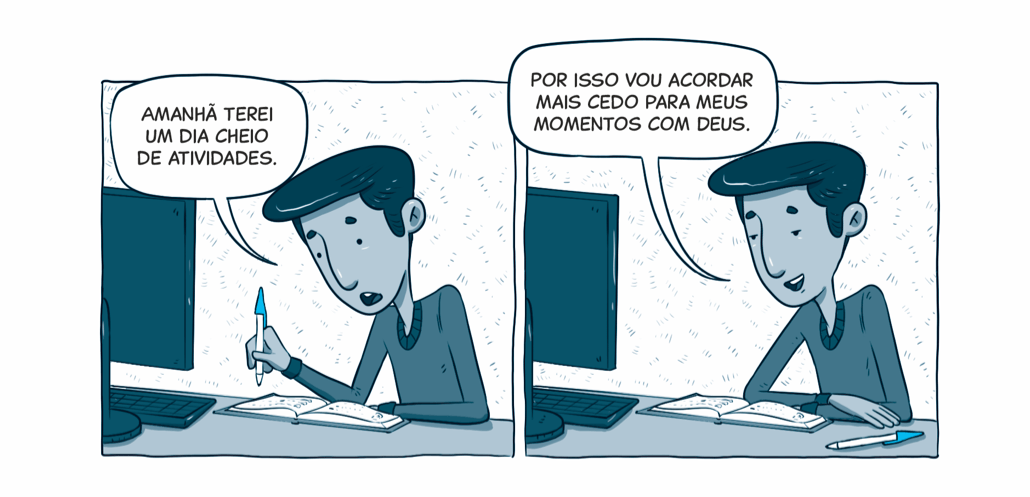 AMANHÃ TEREI
UM DIA CHEIO
DE ATIVIDADES.
POR ISSO VOU ACORDAR
MAIS CEDO PARA MEUS
MOMENTOS COM DEUS.